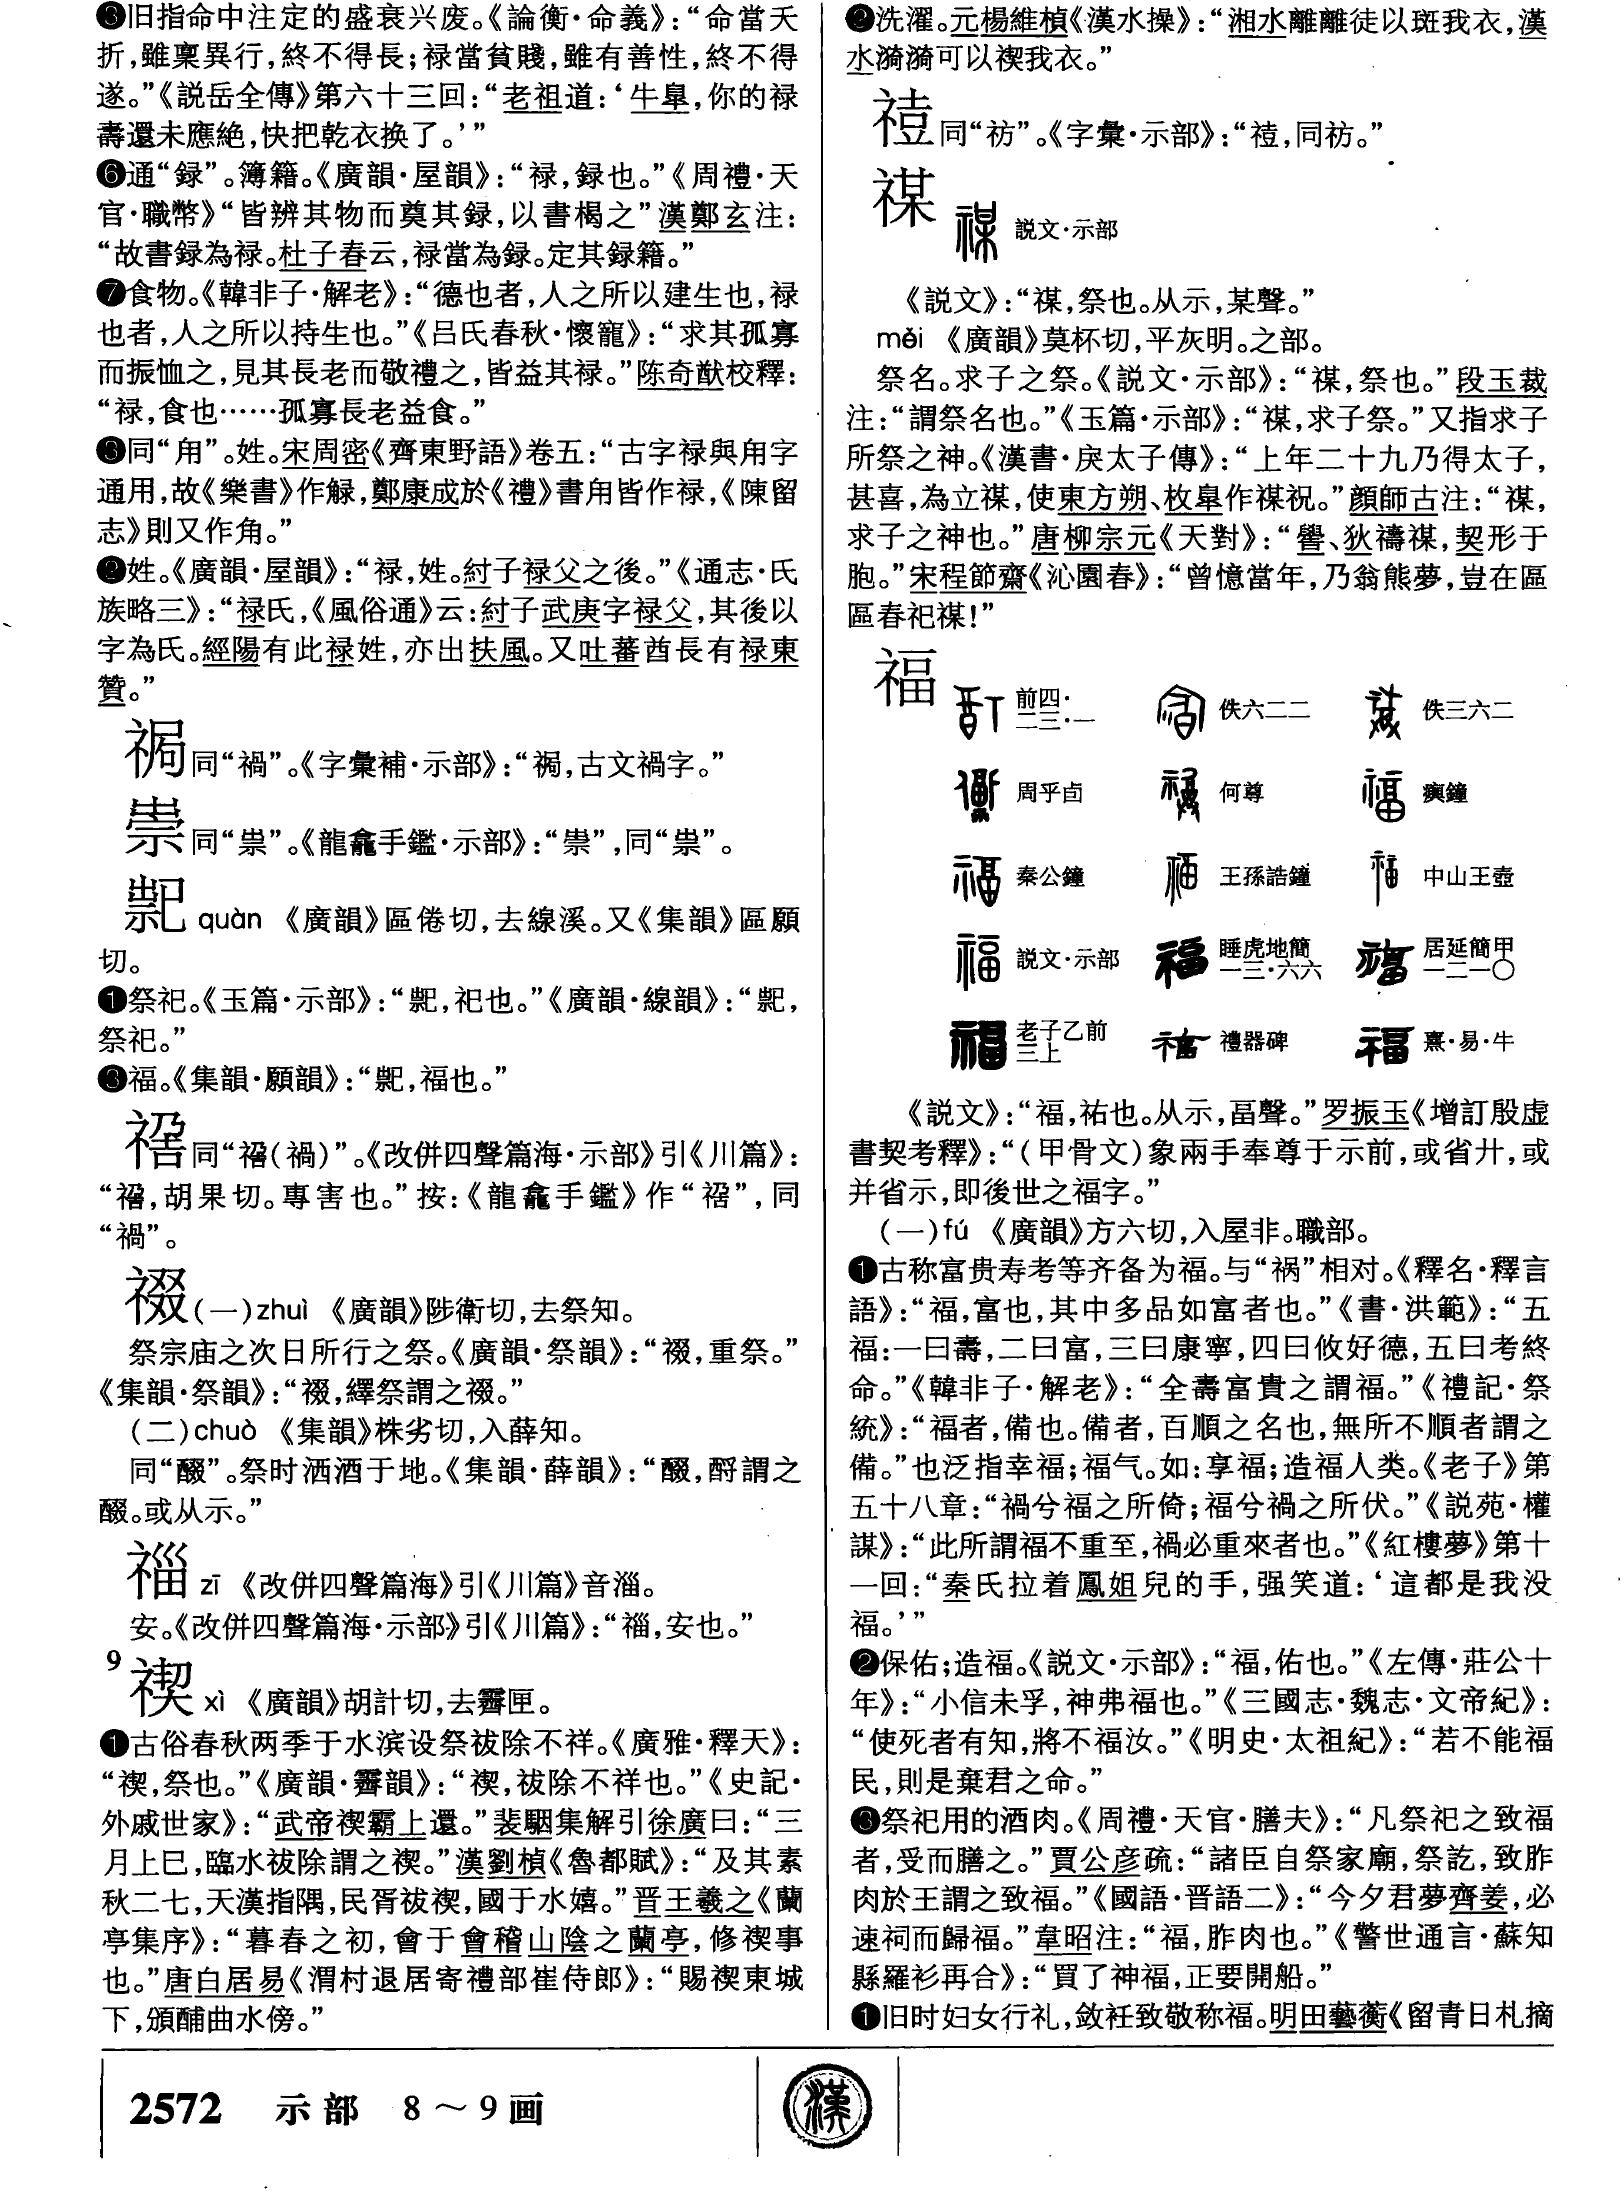 ❸旧指命中注定的盛衰兴废。《論衡·命義》：“命當夭
折，雖稟異行，終不得長；禄當貧賤，雖有善性，終不得
遂。”《説岳全傳》第六十三回：“老祖道：‘牛皐，你的禄
壽還未應絶，快把乾衣换了。’”
❻通“録”。簿籍。《廣韻·屋韻》：“禄，録也。”《周禮·天
官·職幣》“皆辨其物而奠其録，以書楬之”漢鄭玄注：
“故書録為禄。杜子春云，禄當為録。定其録籍。”
❼食物。《韓非子·解老》：“德也者，人之所以建生也，禄
也者，人之所以持生也。”《吕氏春秋·懷寵》：“求其孤寡
而振恤之，見其長老而敬禮之，皆益其禄。”陈奇猷校釋：
“禄，食也……孤寡長老益食。”
❸同“甪”。姓。宋周密《齊東野語》卷五：“古字禄與甪字
通用，故《樂書》作觮，鄭康成於《禮》書甪皆作禄，《陳留
志》則又作角。”
❷姓。《廣韻·屋韻》：“禄，姓。紂子禄父之後。”《通志·氏
族略三》：“禄氏，《風俗通》云：紂子武庚字禄父，其後以
字為氏。經陽有此禄姓，亦出扶風。又吐蕃酋長有禄東
贊。”
同“禍”。《字彙補·示部》：“，古文禍字。”
同“祟”。《龍龕手鑑·示部》：“”，同“祟”。
quàn 《廣韻》區倦切，去線溪。又《集韻》區願
切。
❶祭祀。《玉篇·示部》：“，祀也。”《廣韻·線韻》：“，
祭祀。”
❸福。《集韻·願韻》：“，福也。”
同“（禍）”。《改併四聲篇海·示部》引《川篇》：
“，胡果切。專害也。”按：《龍龕手鑑》作“”，同
“禍”。
裰(一)zhuì 《廣韻》陟衛切，去祭知。
祭宗庙之次日所行之祭。《廣韻·祭韻》：“，重祭。”
《集韻·祭韻》：“，繹祭謂之。”
(二)chuò 《集韻》株劣切，入薛知。
同“醊”。祭时洒酒于地。《集韻·薛韻》：“醊，酹謂之
醊。或从示。”
zī 《改併四聲篇海》引《川篇》音淄。
安。《改併四聲篇海·示部》引《川篇》：“，安也。”
9
禊 xì 《廣韻》胡計切，去霽匣。
❶古俗春秋两季于水滨设祭祓除不祥。《廣雅·釋天》：
“禊，祭也。”《廣韻·霽韻》：“禊，祓除不祥也。”《史記·
外戚世家》：“武帝禊霸上還。”裴駰集解引徐廣曰：“三
月上巳，臨水祓除謂之禊。”漢劉楨《魯都賦》：“及其素
秋二七，天漢指隅，民胥祓禊，國于水嬉。”晋王羲之《蘭
亭集序》：“暮春之初，會于會稽山陰之蘭亭，修禊事
也。”唐白居易《渭村退居寄禮部崔侍郎》：“賜禊東城
下，頒酺曲水傍。”
❷洗濯。元楊維楨《漢水操》：“湘水離離徒以斑我衣，漢
水漪漪可以禊我衣。”
同“祊”。《字彙·示部》：“，同祊。”
禖
説文·示部
《説文》：“禖，祭也。从示，某聲。”
méi 《廣韻》莫杯切，平灰明。之部。
祭名。求子之祭。《説文·示部》：“禖，祭也。”段玉裁
注：“謂祭名也。”《玉篇·示部》：“禖，求子祭。”又指求子
所祭之神。《漢書·戾太子傳》：“上年二十九乃得太子，
甚喜，為立禖，使東方朔、枚皐作禖祝。”顔師古注：“禖，
求子之神也。”唐柳宗元《天對》：“嚳、狄禱禖，契形于
胞。”宋程節齋《沁園春》：“曾憶當年，乃翁熊夢，豈在區
區春祀禖！”
福
前四·二三·一 佚六二二 佚三六二
周乎卣 何尊 𤼈鐘
秦公鐘 王孫誥鐘 中山王壺
説文·示部 睡虎地簡一三·六六 居延簡甲一二一〇
老子乙前三上 禮器碑 熹·易·牛
《説文》：“福，祐也。从示，畐聲。”罗振玉《增訂殷虚
書契考釋》：“（甲骨文）象兩手奉尊于示前，或省廾，或
并省示，即後世之福字。”
(一)fú 《廣韻》方六切，入屋非。職部。
❶古称富贵寿考等齐备为福。与“祸”相对。《釋名·釋言
語》：“福，富也，其中多品如富者也。”《書·洪範》：“五
福：一曰壽，二曰富，三曰康寧，四曰攸好德，五曰考終
命。”《韓非子·解老》：“全壽富貴之謂福。”《禮記·祭
統》：“福者，備也。備者，百順之名也，無所不順者謂之
備。”也泛指幸福；福气。如：享福；造福人类。《老子》第
五十八章：“禍兮福之所倚；福兮禍之所伏。”《説苑·權
謀》：“此所謂福不重至，禍必重來者也。”《紅樓夢》第十
一回：“秦氏拉着鳳姐兒的手，强笑道：‘這都是我没
福。’”
❷保佑；造福。《説文·示部》：“福，佑也。”《左傳·莊公十
年》：“小信未孚，神弗福也。”《三國志·魏志·文帝紀》：
“使死者有知，將不福汝。”《明史·太祖紀》：“若不能福
民，則是棄君之命。”
❸祭祀用的酒肉。《周禮·天官·膳夫》：“凡祭祀之致福
者，受而膳之。”賈公彦疏：“諸臣自祭家廟，祭訖，致胙
肉於王謂之致福。”《國語·晋語二》：“今夕君夢齊姜，必
速祠而歸福。”韋昭注：“福，胙肉也。”《警世通言·蘇知
縣羅衫再合》：“買了神福，正要開船。”
❶旧时妇女行礼，敛衽致敬称福。明田藝蘅《留青日札摘
2572 示部 8～9画
漢